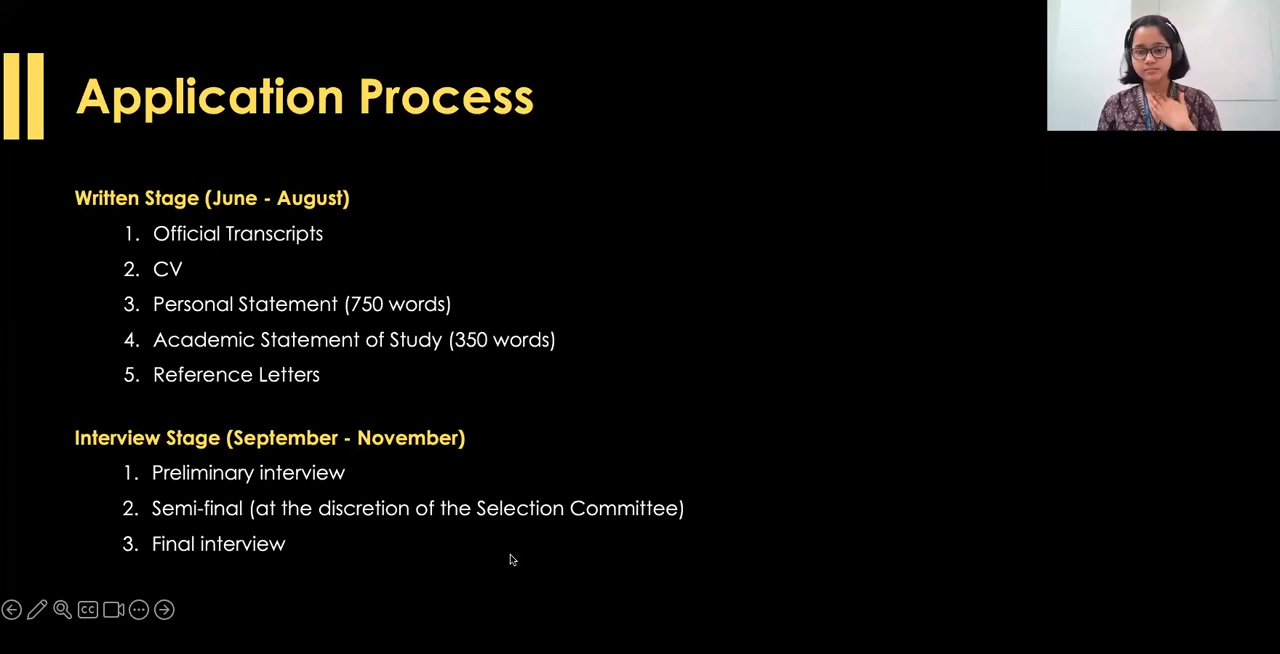 Application Process
Written Stage (June - August)
1. Official Transcripts
2. CV
3. Personal Statement (750 words)
4. Academic Statement of Study (350 words)
5. Reference Letters
Interview Stage (September - November)
1. Preliminary interview
2. Semi-final (at the discretion of the Selection Committee)
3. Final interview
CC